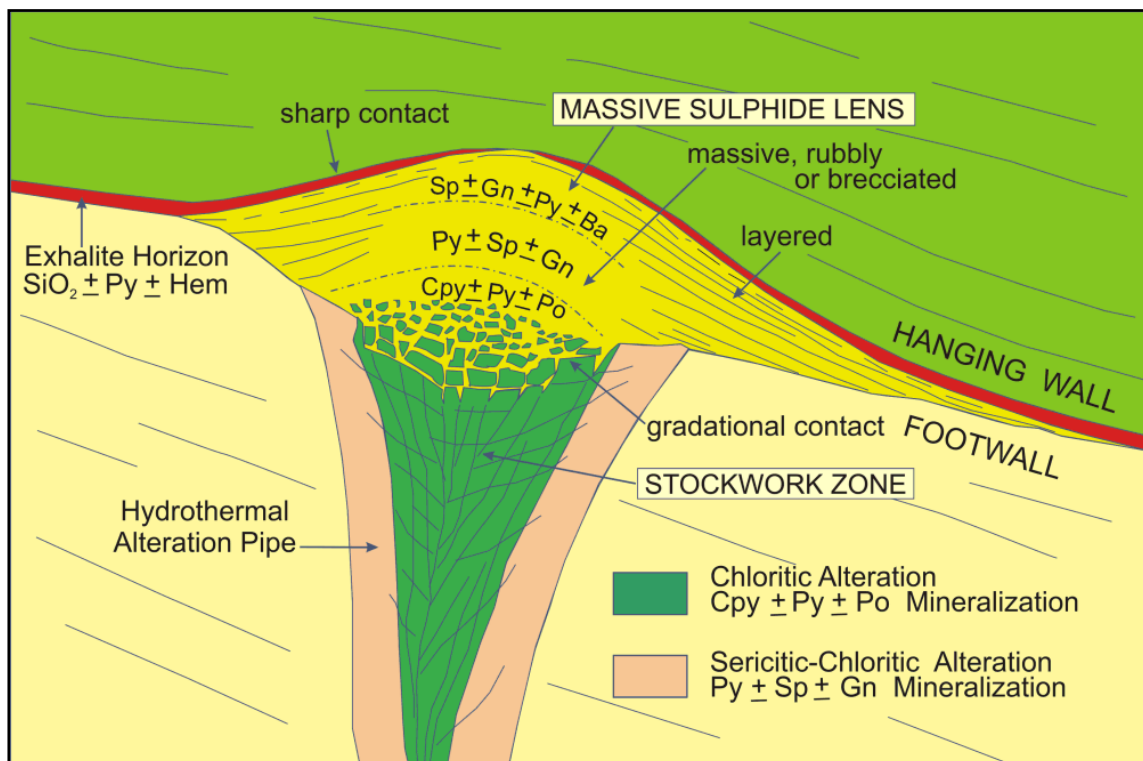 sharp contact
MASSIVE SULPHIDE LENS
massive, rubbly
or brecciated
Sp ± Gn ± Py ± Ba
layered
Exhalite Horizon
SiO₂ ± Py ± Hem
Py ± Sp ± Gn
Cpy ± Py ± Po
HANGING WALL
gradational contact
FOOTWALL
STOCKWORK ZONE
Hydrothermal
Alteration Pipe
Chloritic Alteration
Cpy ± Py ± Po Mineralization
Sericitic-Chloritic Alteration
Py ± Sp ± Gn Mineralization